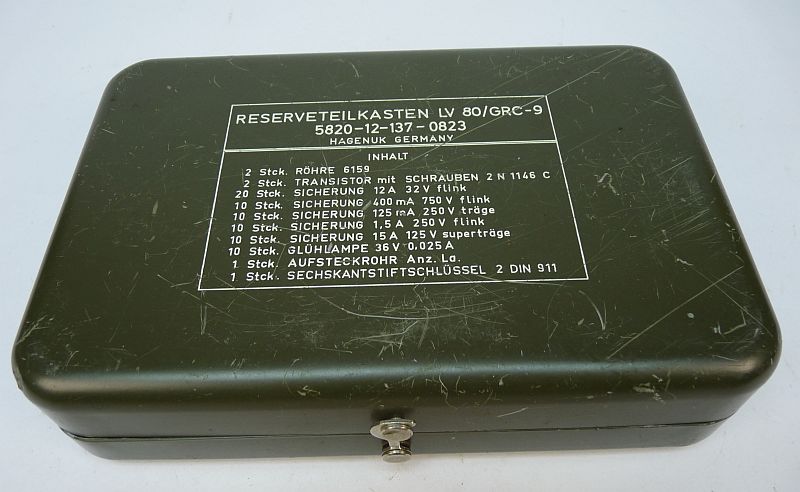 RESERVETEILKASTEN LV 80/GRC-9
5820-12-137-0823
HAGENUK GERMANY
INHALT
2 Stck. RÖHRE 6159
2 Stck. TRANSISTOR mit SCHRAUBEN 2 N 1146 C
20 Stck. SICHERUNG 12 A 32 V flink
10 Stck. SICHERUNG 400 mA 750 V flink
10 Stck. SICHERUNG 125 mA 250 V träge
10 Stck. SICHERUNG 1,5 A 250 V flink
10 Stck. SICHERUNG 15 A 125 V superträge
10 Stck. GLÜHLAMPE 36 V 0,025 A
1 Stck. AUFSTECKROHR Anz. La.
1 Stck. SECHSKANTSTIFTSCHLÜSSEL 2 DIN 911